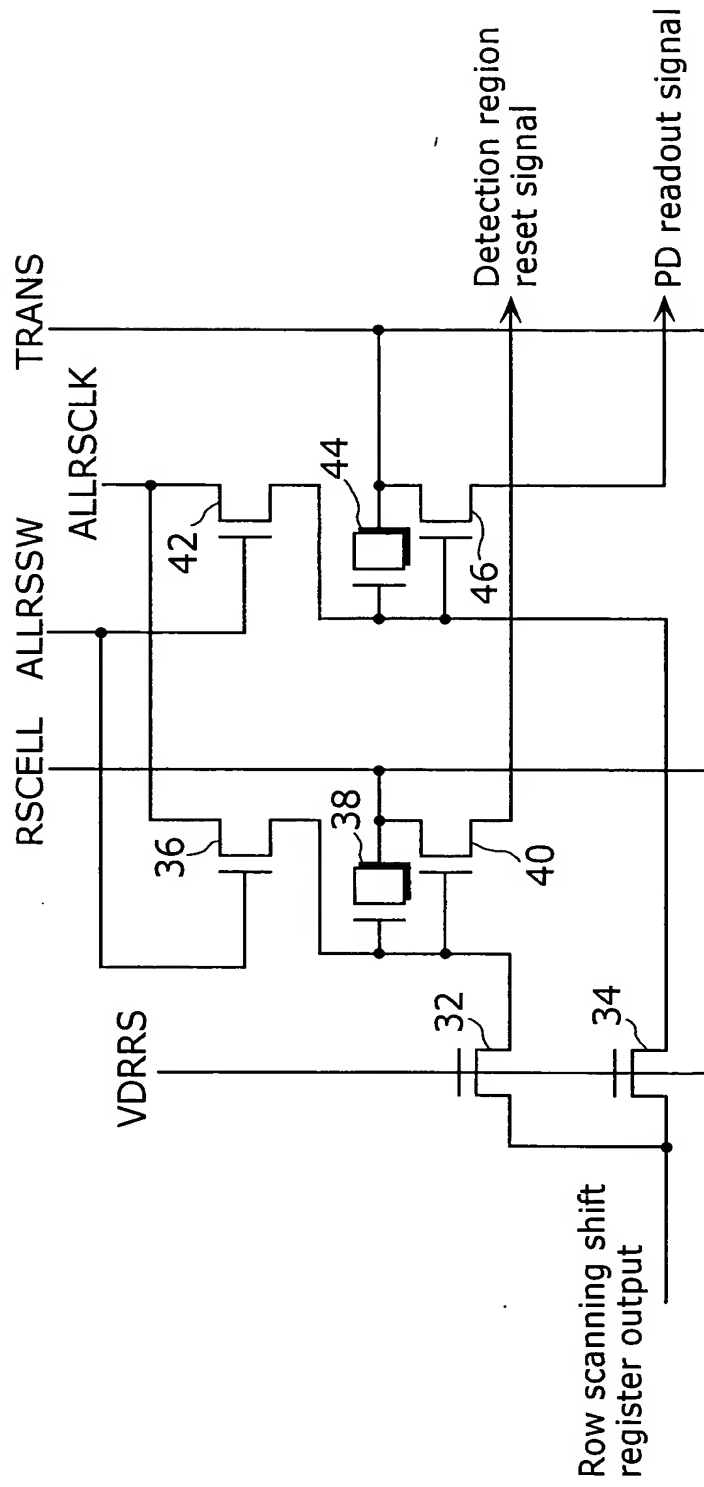 RSCELL
ALLRSSW
ALLRSCLK
TRANS
VDRRS
36
42
38
44
40
46
32
34
Detection region
reset signal
PD readout signal
Row scanning shift
register output